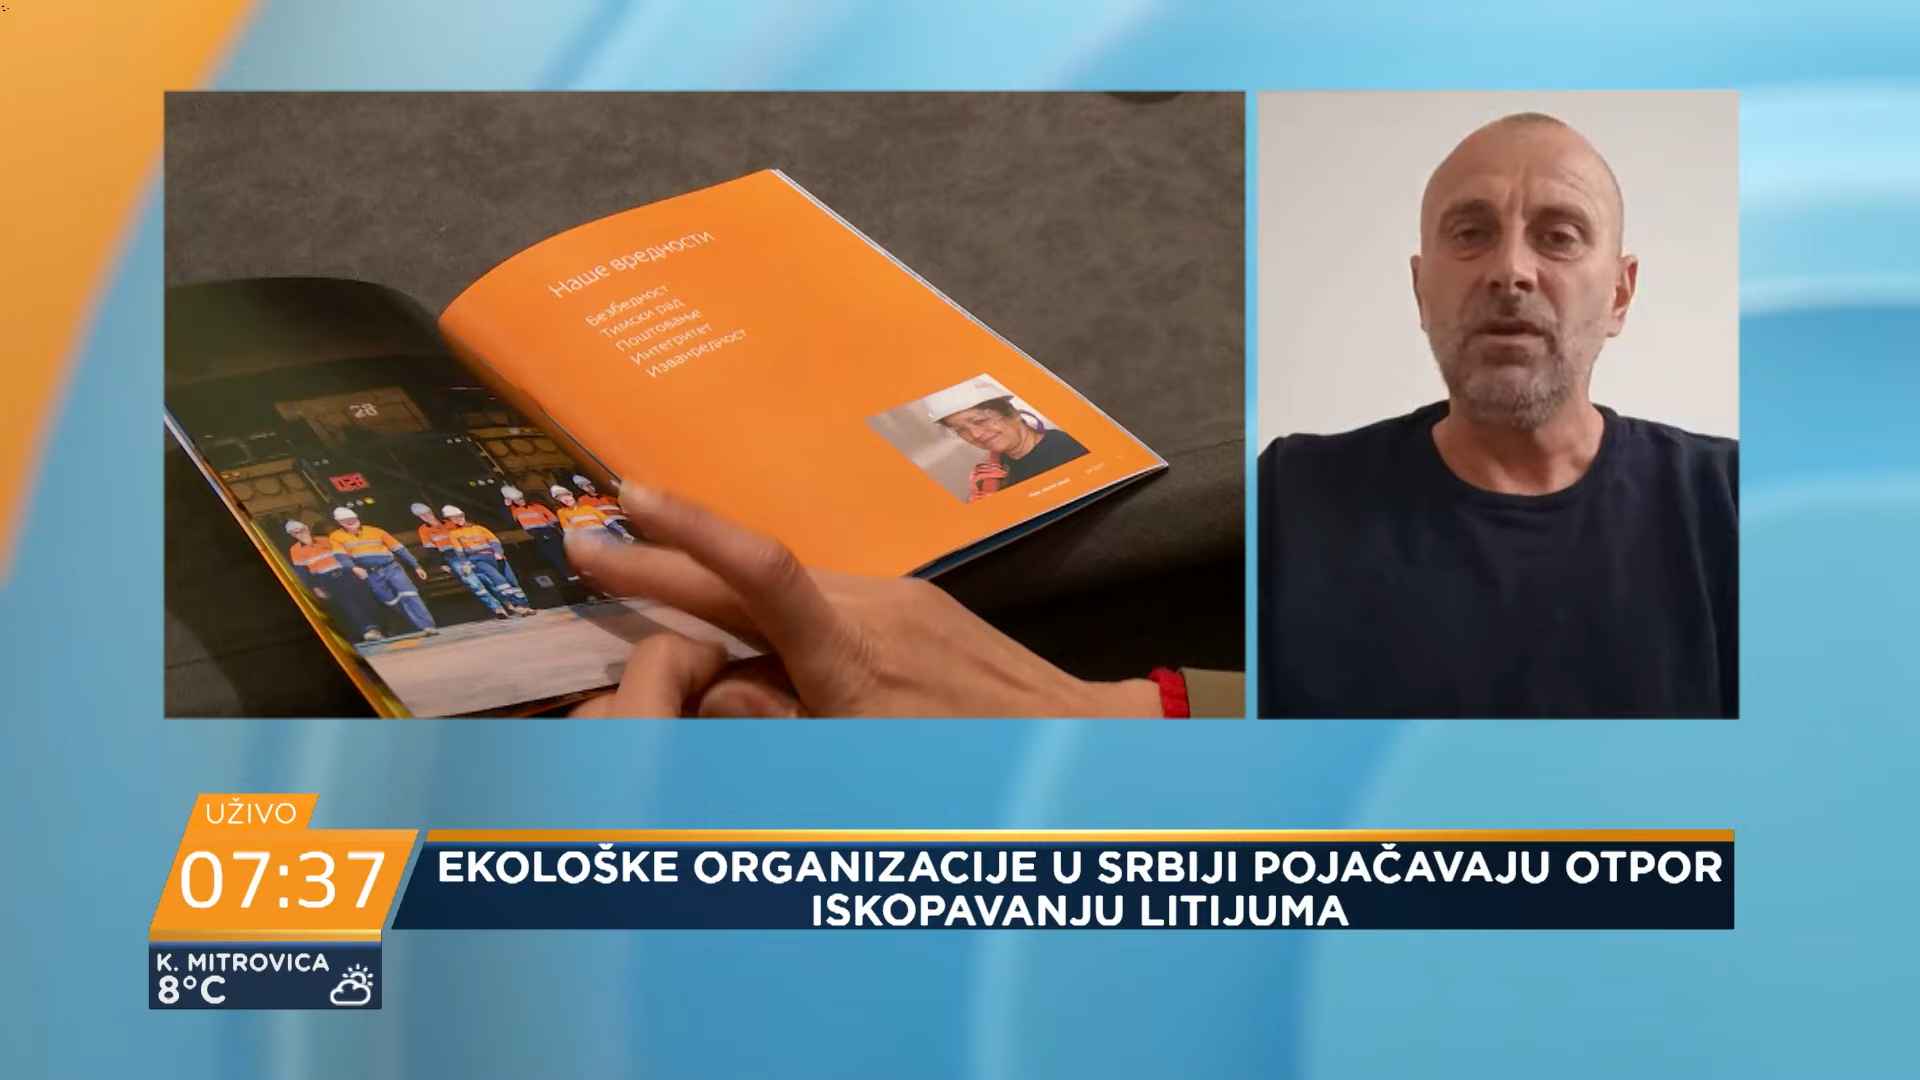 Наше вредности
Безбедност
Тимски рад
Поштовање
Интегритет
Изванредност
28
UŽIVO
07:37
EKOLOŠKE ORGANIZACIJE U SRBIJI POJAČAVAJU OTPOR
ISKOPAVANJU LITIJUMA
K. MITROVICA
8°C